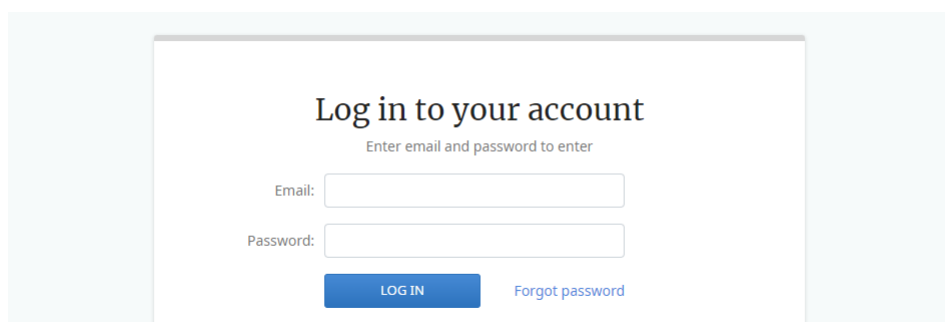 Log in to your account
Enter email and password to enter
Email:
Password:
LOG IN Forgot password